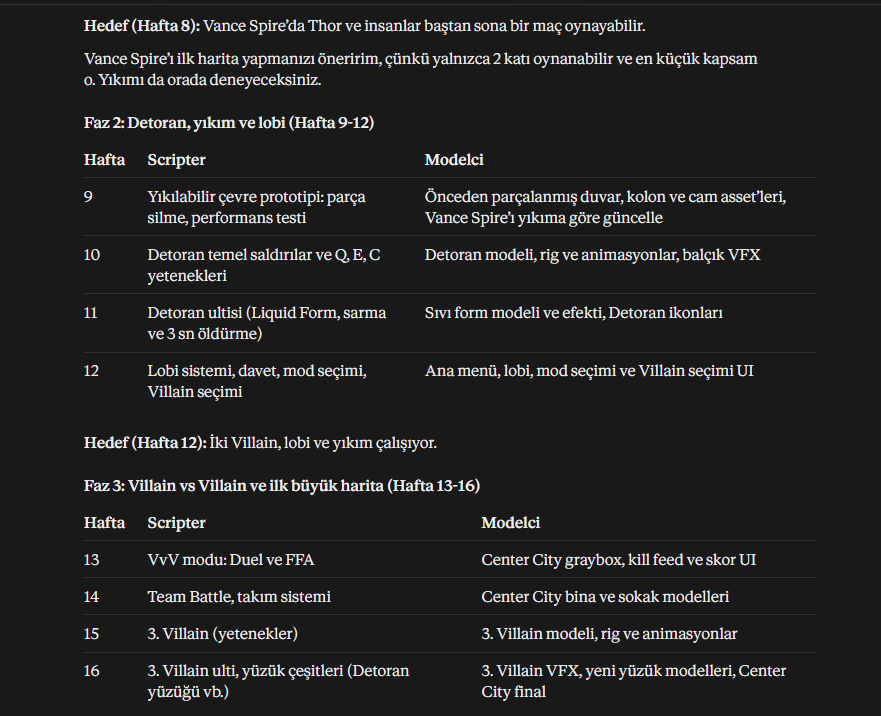 Hedef (Hafta 8): Vance Spire'da Thor ve insanlar baştan sona bir maç oynayabilir.
Vance Spire'ı ilk harita yapmanızı öneririm, çünkü yalnızca 2 katı oynanabilir ve en küçük kapsam
o. Yıkımı da orada deneyeceksiniz.
Faz 2: Detoran, yıkım ve lobi (Hafta 9-12)
Hafta Scripter Modelci
9 Yıkılabilir çevre prototipi: parça Önceden parçalanmış duvar, kolon ve cam asset'leri,
silme, performans testi Vance Spire'ı yıkıma göre güncelle
10 Detoran temel saldırılar ve Q, E, C Detoran modeli, rig ve animasyonlar, balçık VFX
yetenekleri
11 Detoran ultisi (Liquid Form, sarma Sıvı form modeli ve efekti, Detoran ikonları
ve 3 sn öldürme)
12 Lobi sistemi, davet, mod seçimi, Ana menü, lobi, mod seçimi ve Villain seçimi UI
Villain seçimi
Hedef (Hafta 12): İki Villain, lobi ve yıkım çalışıyor.
Faz 3: Villain vs Villain ve ilk büyük harita (Hafta 13-16)
Hafta Scripter Modelci
13 VvV modu: Duel ve FFA Center City graybox, kill feed ve skor UI
14 Team Battle, takım sistemi Center City bina ve sokak modelleri
15 3. Villain (yetenekler) 3. Villain modeli, rig ve animasyonlar
16 3. Villain ulti, yüzük çeşitleri (Detoran 3. Villain VFX, yeni yüzük modelleri, Center
yüzüğü vb.) City final